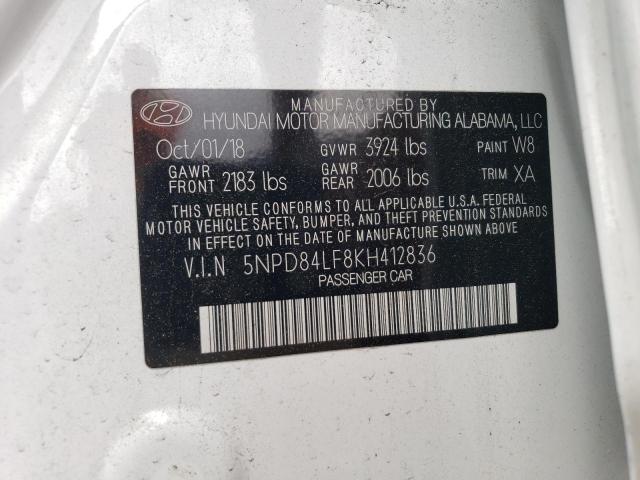 MANUFACTURED BY
HYUNDAI MOTOR MANUFACTURING ALABAMA, LLC
Oct/01/18 GVWR 3924 lbs PAINT W8
GAWR FRONT 2183 lbs GAWR REAR 2006 lbs TRIM XA
THIS VEHICLE CONFORMS TO ALL APPLICABLE U.S.A. FEDERAL
MOTOR VEHICLE SAFETY, BUMPER, AND THEFT PREVENTION STANDARDS
IN EFFECT ON THE DATE OF MANUFACTURE SHOWN ABOVE.
V.I.N 5NPD84LF8KH412836
PASSENGER CAR